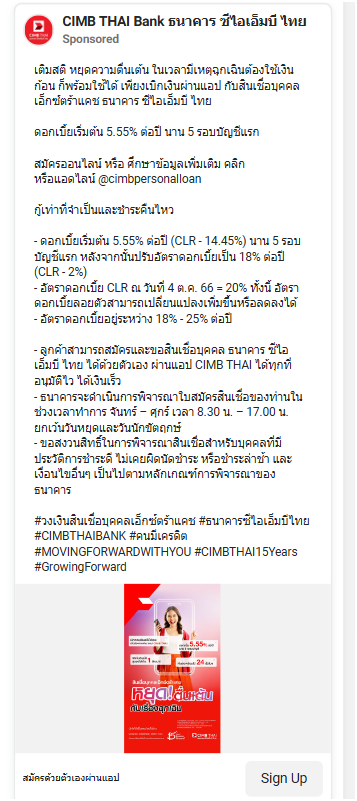 CIMB THAI Bank ธนาคาร ซีไอเอ็มบี ไทย
Sponsored
เติมสติ หยุดความตื่นเต้น ในเวลามีเหตุฉุกเฉินต้องใช้เงิน
ก้อน ก็พร้อมใช้ได้ เพียงเบิกเงินผ่านแอป กับสินเชื่อบุคคล
เอ็กซ์ตร้าแคช ธนาคาร ซีไอเอ็มบี ไทย
ดอกเบี้ยเริ่มต้น 5.55% ต่อปี นาน 5 รอบบัญชีแรก
สมัครออนไลน์ หรือ ศึกษาข้อมูลเพิ่มเติม คลิก
หรือแอดไลน์ @cimbpersonalloan
กู้เท่าที่จำเป็นและชำระคืนไหว
- ดอกเบี้ยเริ่มต้น 5.55% ต่อปี (CLR - 14.45%) นาน 5 รอบ
บัญชีแรก หลังจากนั้นปรับอัตราดอกเบี้ยเป็น 18% ต่อปี
(CLR - 2%)
- อัตราดอกเบี้ย CLR ณ วันที่ 4 ต.ค. 66 = 20% ทั้งนี้ อัตรา
ดอกเบี้ยลอยตัวสามารถเปลี่ยนแปลงเพิ่มขึ้นหรือลดลงได้
- อัตราดอกเบี้ยอยู่ระหว่าง 18% - 25% ต่อปี
- ลูกค้าสามารถสมัครและขอสินเชื่อบุคคล ธนาคาร ซีไอ
เอ็มบี ไทย ได้ด้วยตัวเอง ผ่านแอป CIMB THAI ได้ทุกที่
อนุมัติไว ได้เงินเร็ว
- ธนาคารจะดำเนินการพิจารณาใบสมัครสินเชื่อของท่านใน
ช่วงเวลาทำการ จันทร์ – ศุกร์ เวลา 8.30 น. – 17.00 น.
ยกเว้นวันหยุดและวันนักขัตฤกษ์
- ขอสงวนสิทธิ์ในการพิจารณาสินเชื่อสำหรับบุคคลที่มี
ประวัติการชำระดี ไม่เคยผิดนัดชำระ หรือชำระล่าช้า และ
เงื่อนไขอื่นๆ เป็นไปตามหลักเกณฑ์การพิจารณาของ
ธนาคาร
#วงเงินสินเชื่อบุคคลเอ็กซ์ตร้าแคช #ธนาคารซีไอเอ็มบีไทย
#CIMBTHAIBANK #คนมีเครดิต
#MOVINGFORWARDWITHYOU #CIMBTHAI15Years
#GrowingForward
5.55%
1
24
หยุด! ตื่นเต้น
กับเรื่องฉุกเฉิน
CIMB THAI
สมัครด้วยตัวเองผ่านแอป
Sign Up